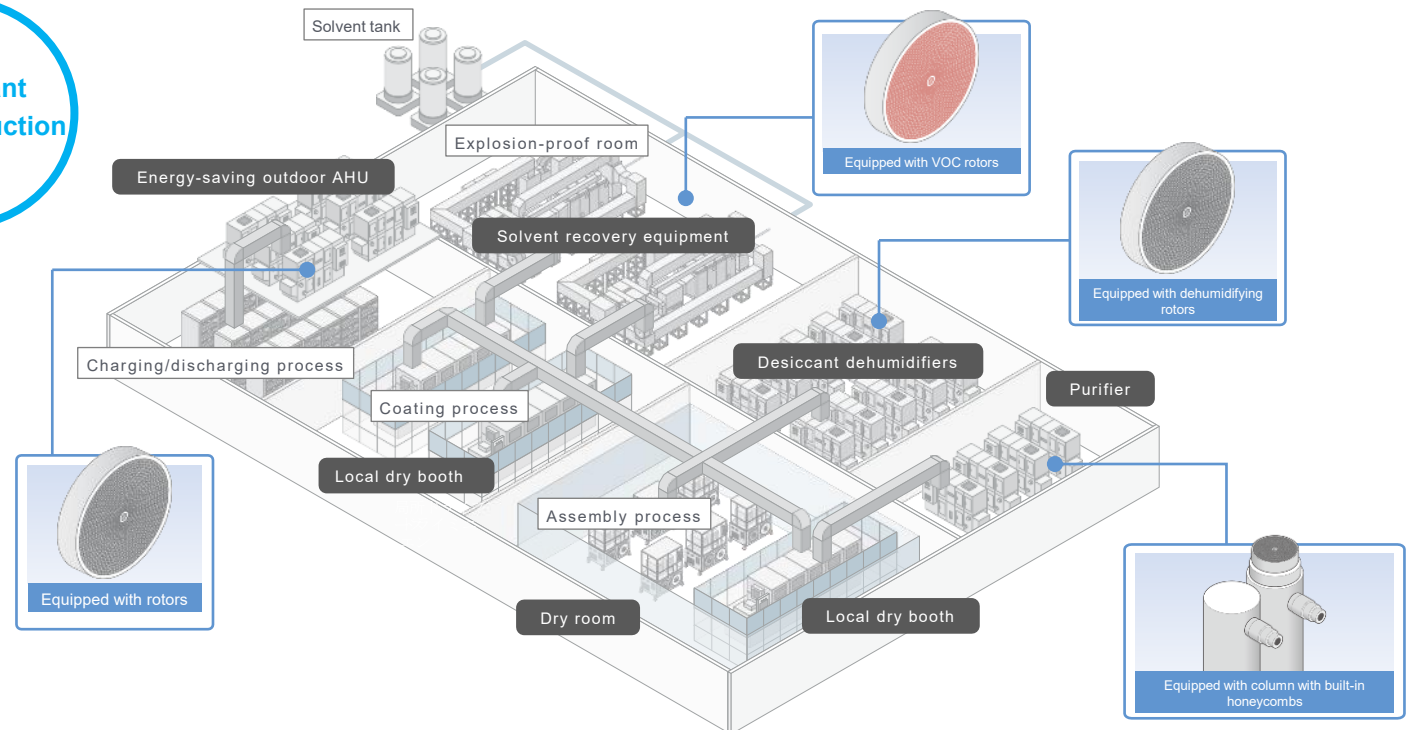 Solvent tank
Explosion-proof room
Energy-saving outdoor AHU
Equipped with VOC rotors
Solvent recovery equipment
Equipped with dehumidifying
rotors
Charging/discharging process
Desiccant dehumidifiers
Coating process
Purifier
Local dry booth
Assembly process
Equipped with rotors
Dry room
Local dry booth
Equipped with column with built-in
honeycombs